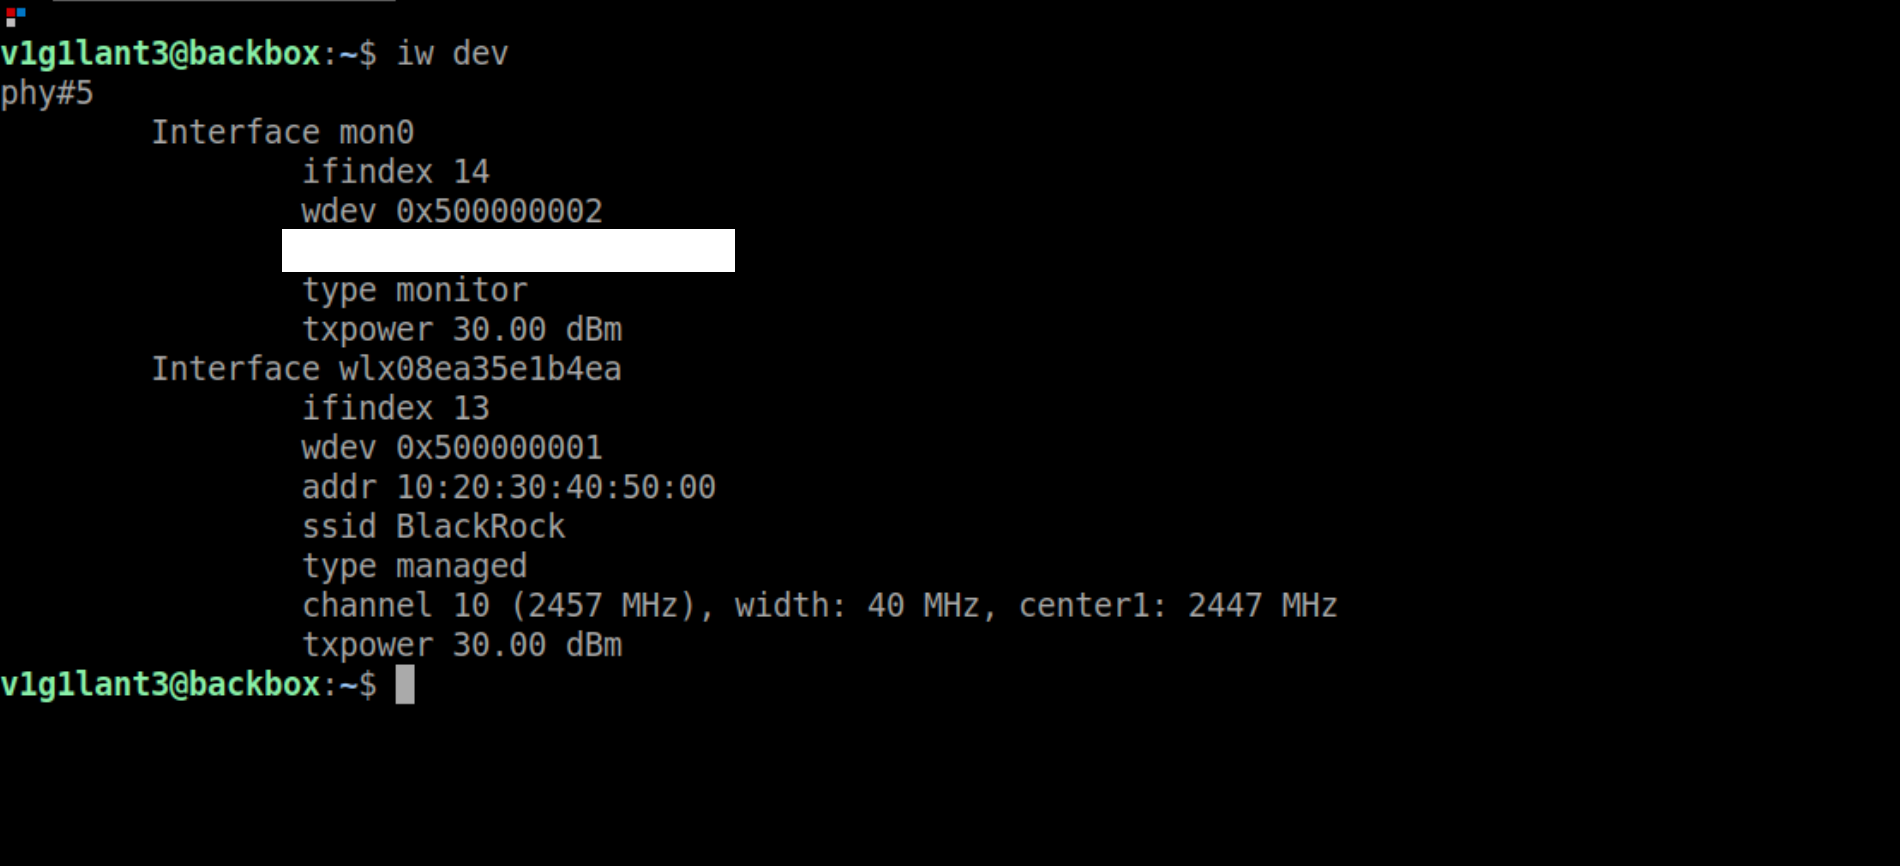 v1g1lant3@backbox:~$ iw dev
phy#5
Interface mon0
ifindex 14
wdev 0x500000002
type monitor
txpower 30.00 dBm
Interface wlx08ea35e1b4ea
ifindex 13
wdev 0x500000001
addr 10:20:30:40:50:00
ssid BlackRock
type managed
channel 10 (2457 MHz), width: 40 MHz, center1: 2447 MHz
txpower 30.00 dBm
v1g1lant3@backbox:~$